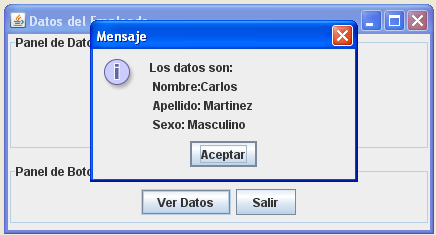 Datos del Empleado
Mensaje
Panel de Dato
Los datos son:
Nombre:Carlos
Apellido: Martinez
Sexo: Masculino
Aceptar
Panel de Boto
Ver Datos
Salir